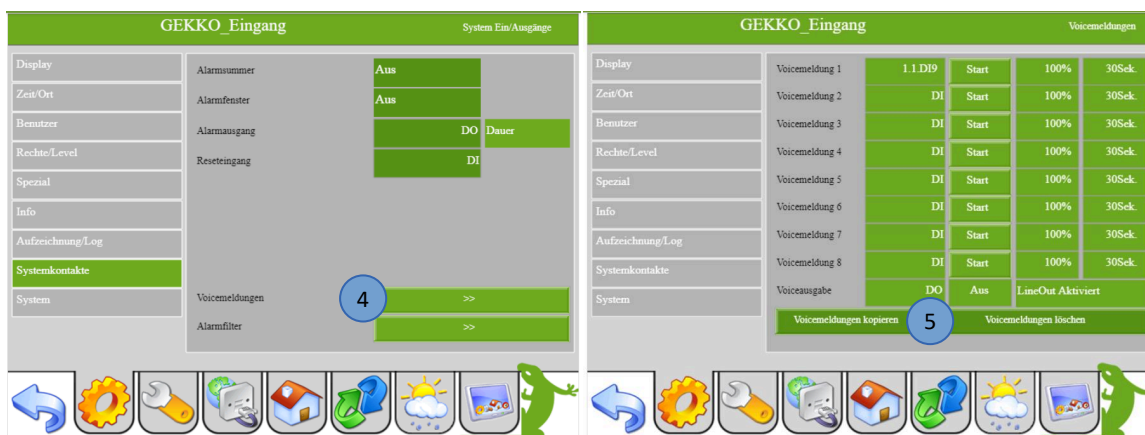 GEKKO_Eingang System Ein/Ausgänge
Display
Zeit/Ort
Benutzer
Rechte/Level
Spezial
Info
Aufzeichnung/Log
Systemkontakte
System
Alarmsummer Aus
Alarmfenster Aus
Alarmausgang DO Dauer
Reseteingang DI
Voicemeldungen 4 >>
Alarmfilter >>
GEKKO_Eingang Voicemeldungen
Display
Zeit/Ort
Benutzer
Rechte/Level
Spezial
Info
Aufzeichnung/Log
Systemkontakte
System
Voicemeldung 1 1.1.DI9 Start 100% 30Sek.
Voicemeldung 2 DI Start 100% 30Sek.
Voicemeldung 3 DI Start 100% 30Sek.
Voicemeldung 4 DI Start 100% 30Sek.
Voicemeldung 5 DI Start 100% 30Sek.
Voicemeldung 6 DI Start 100% 30Sek.
Voicemeldung 7 DI Start 100% 30Sek.
Voicemeldung 8 DI Start 100% 30Sek.
Voiceausgabe DO Aus LineOut Aktiviert
Voicemeldungen kopieren 5 Voicemeldungen löschen